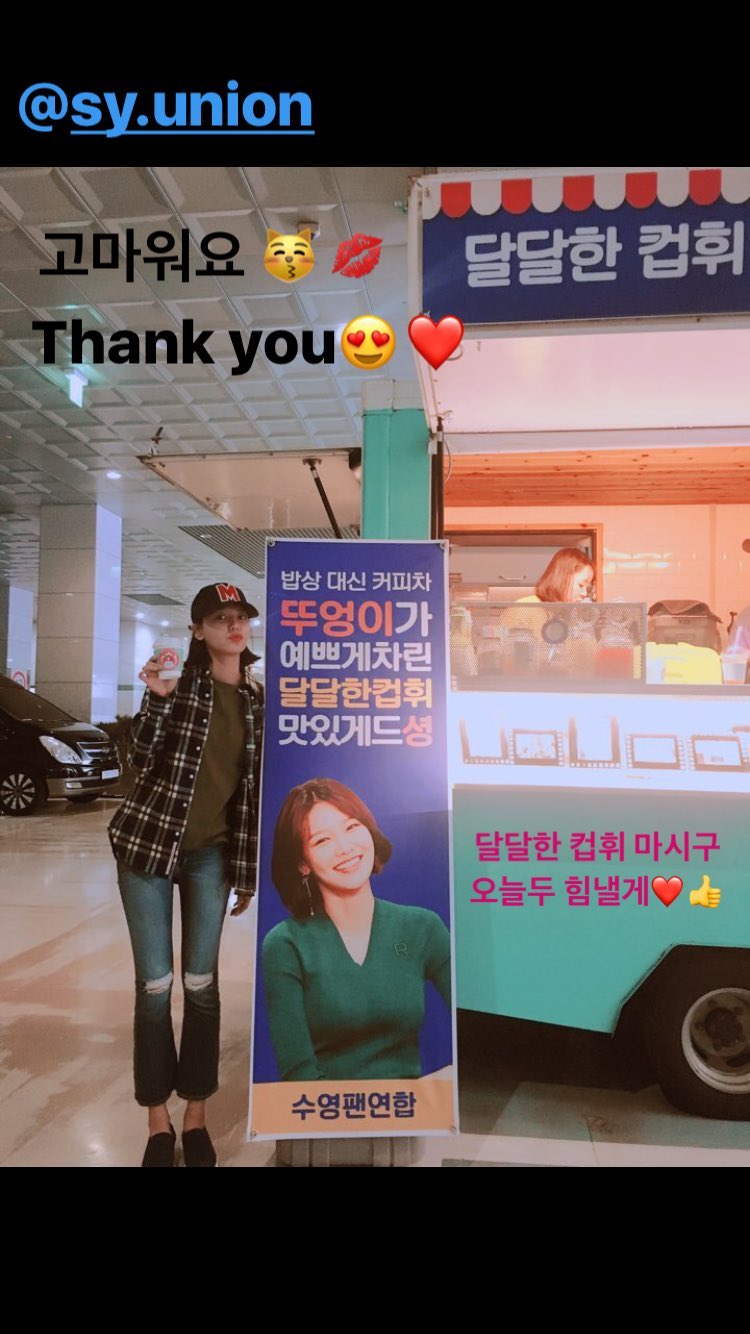 @sy.union
고마워요 😽 💋
Thank you😍 ❤️
달달한 컵휘
M
밥상 대신 커피차
뚜엉이가
예쁘게차린
달달한컵휘
맛있게드셩
R
수영팬연합
달달한 컵휘 마시구
오늘두 힘낼게❤️👍